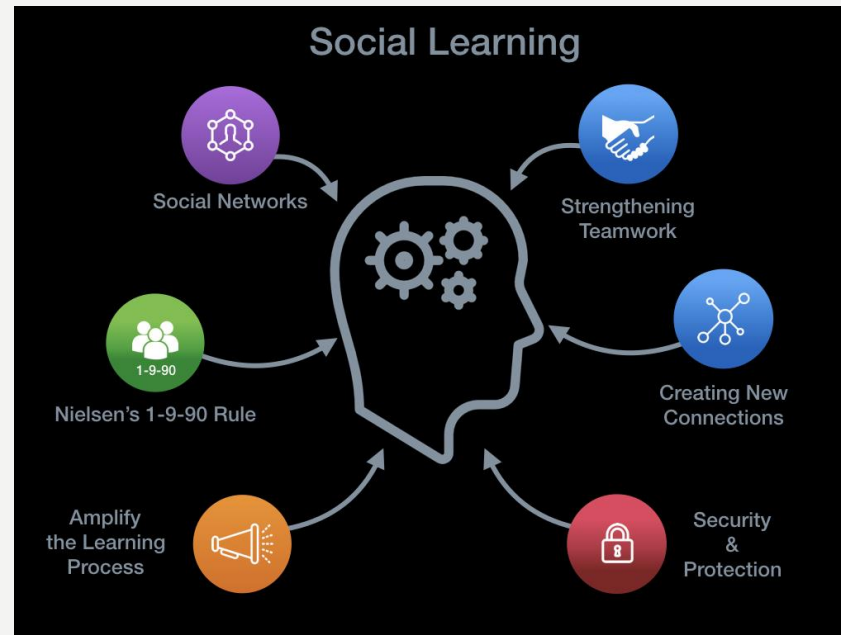 Social Learning
Social Networks
Strengthening
Teamwork
1-9-90
Nielsen's 1-9-90 Rule
Creating New
Connections
Amplify
the Learning
Process
Security
&
Protection